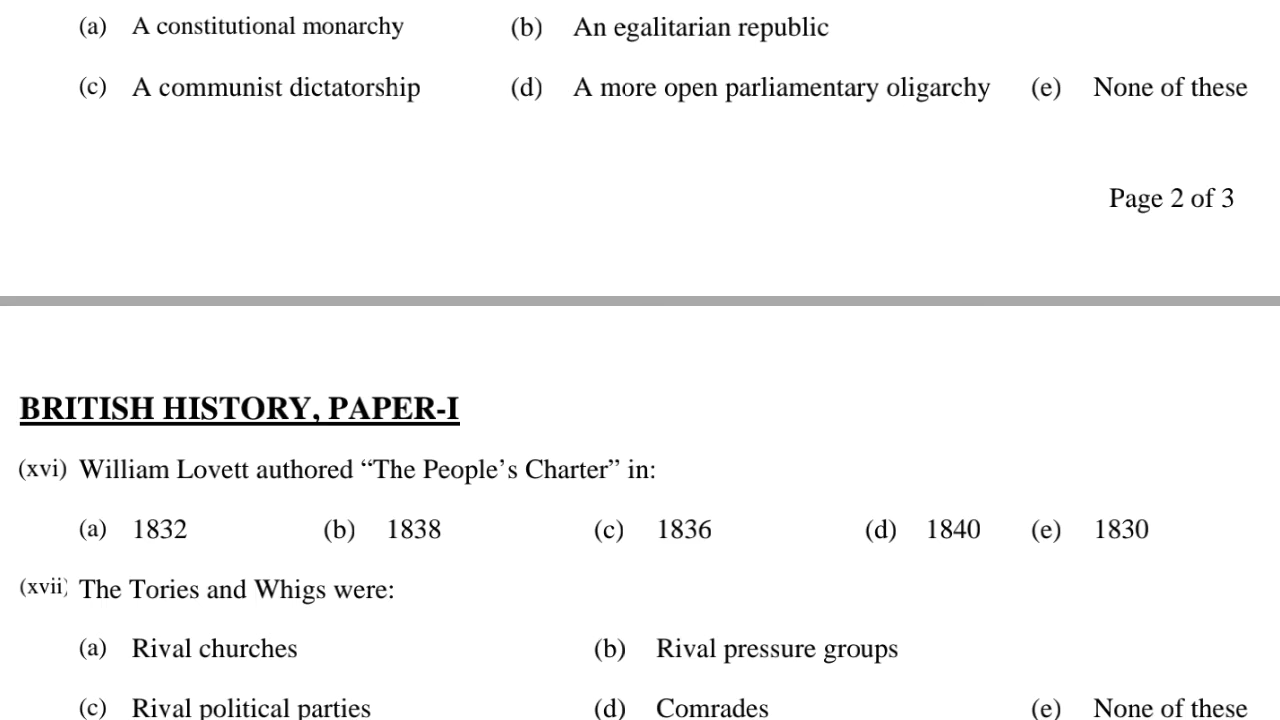 (a) A constitutional monarchy (b) An egalitarian republic
(c) A communist dictatorship (d) A more open parliamentary oligarchy (e) None of these
Page 2 of 3
BRITISH HISTORY, PAPER-I
(xvi) William Lovett authored “The People’s Charter” in:
(a) 1832 (b) 1838 (c) 1836 (d) 1840 (e) 1830
(xvii) The Tories and Whigs were:
(a) Rival churches (b) Rival pressure groups
(c) Rival political parties (d) Comrades (e) None of these